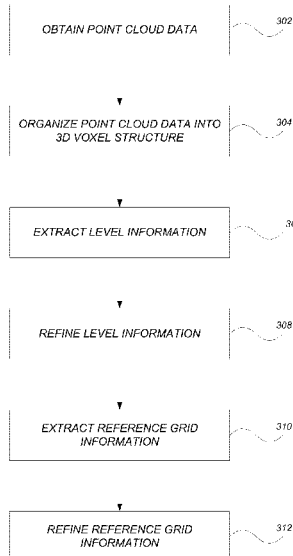 OBTAIN POINT CLOUD DATA
302
ORGANIZE POINT CLOUD DATA INTO
3D VOXEL STRUCTURE
304
EXTRACT LEVEL INFORMATION
30
REFINE LEVEL INFORMATION
308
EXTRACT REFERENCE GRID
INFORMATION
310
REFINE REFERENCE GRID
INFORMATION
312